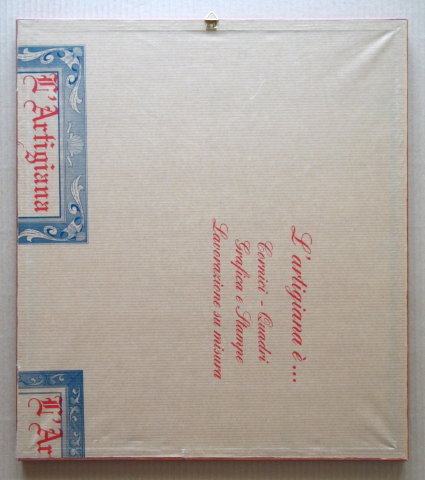 L'Artigiana
L'artigiana è ...
Cornici - Quadri
Grafica e Stampe
Lavorazione su misura
L'Ar